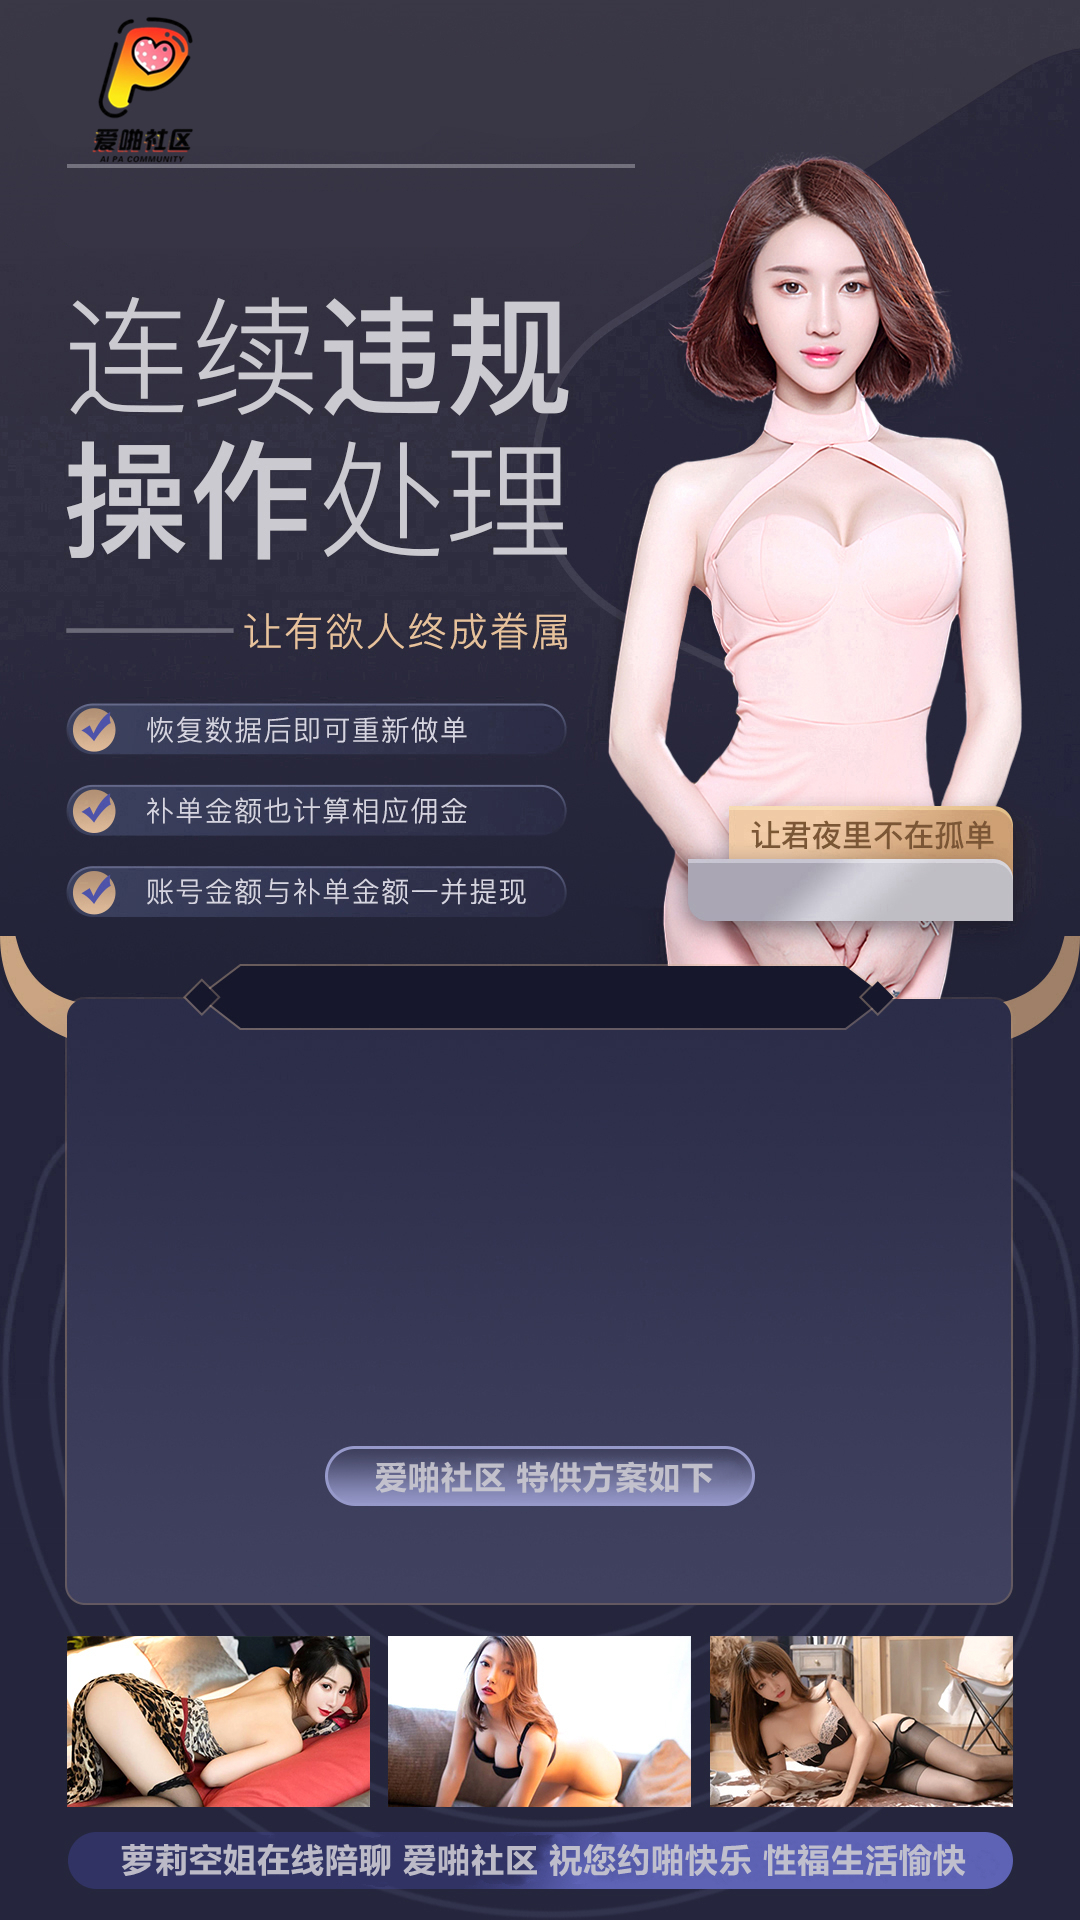 爱啪社区
AI PA COMMUNITY
连续违规
操作处理
让有欲人终成眷属
恢复数据后即可重新做单
补单金额也计算相应佣金
账号金额与补单金额一并提现
让君夜里不在孤单
爱啪社区 特供方案如下
萝莉空姐在线陪聊 爱啪社区 祝您约啪快乐 性福生活愉快